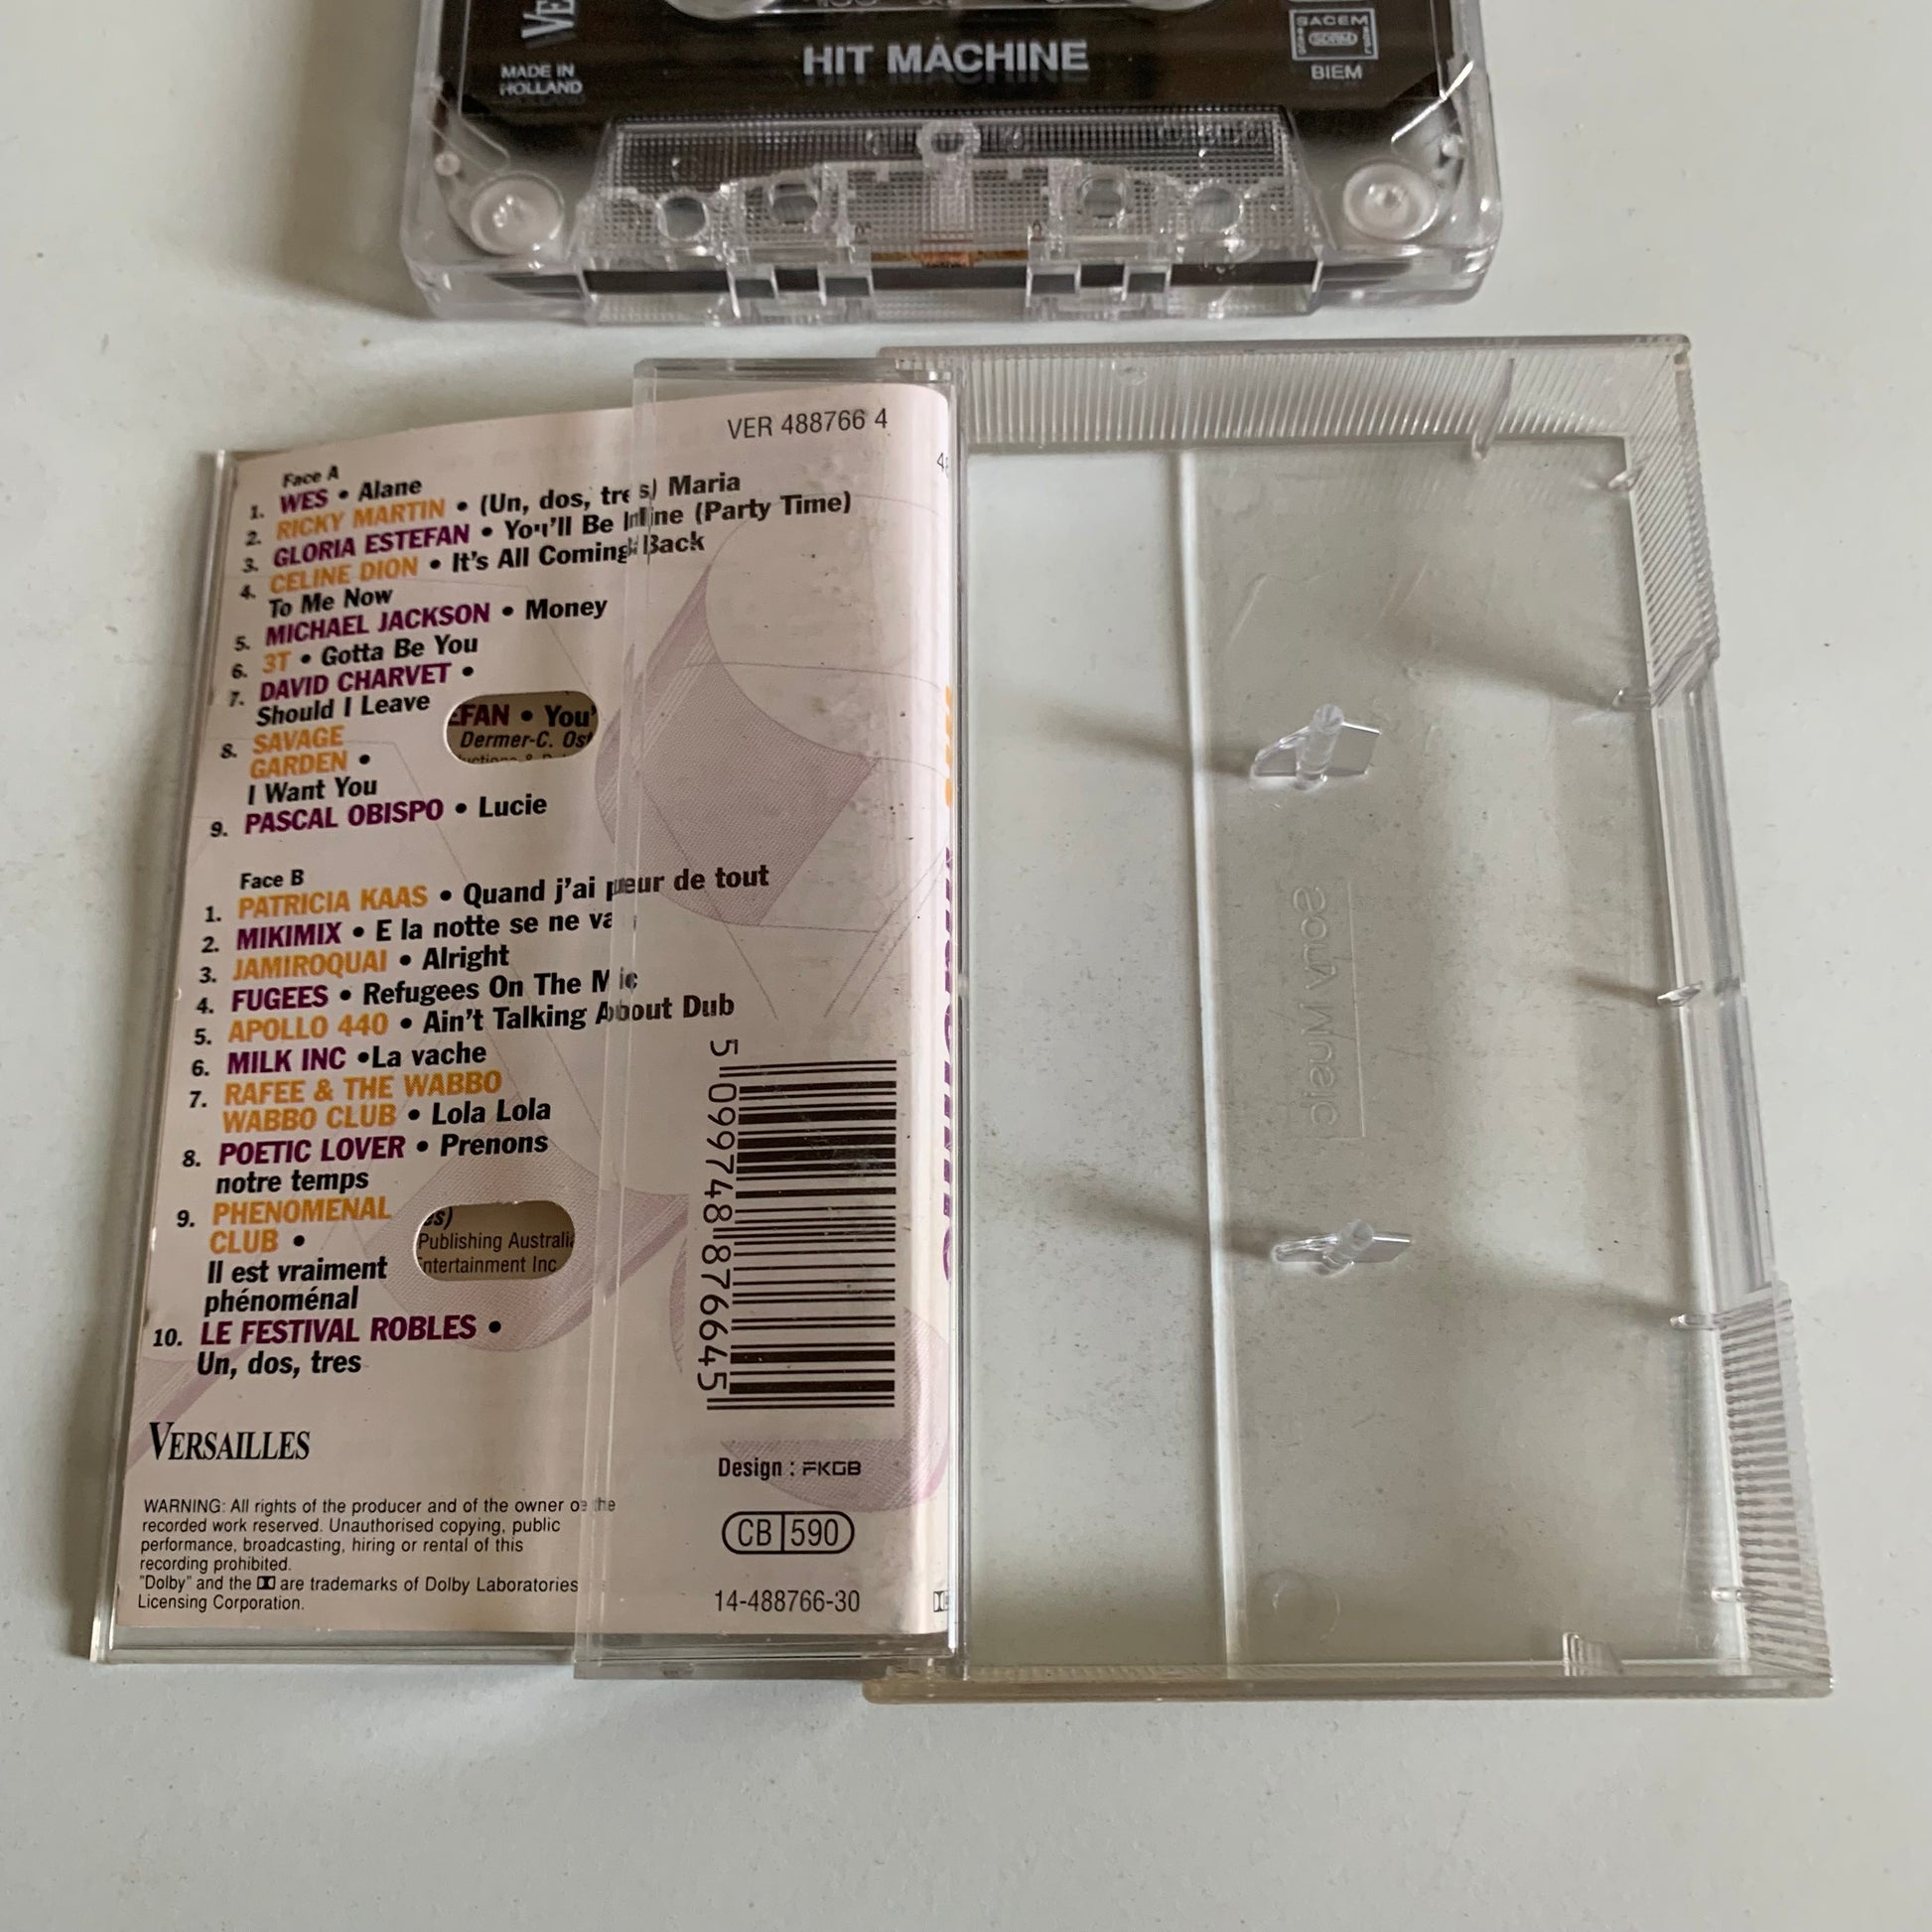 MADE IN
HOLLAND
HIT MACHINE
SACEM
SDRM
BIEM
VER 488766 4
Face A
1. WES • Alane
2. RICKY MARTIN • (Un, dos, tres) Maria
3. GLORIA ESTEFAN • You'll Be Mine (Party Time)
4. CELINE DION • It's All Coming Back
To Me Now
5. MICHAEL JACKSON • Money
6. 3T • Gotta Be You
7. DAVID CHARVET •
Should I Leave
EFAN • You'
Dermer-C. Ost
8. SAVAGE
GARDEN •
I Want You
9. PASCAL OBISPO • Lucie
Face B
1. PATRICIA KAAS • Quand j'ai peur de tout
2. MIKIMIX • E la notte se ne va
3. JAMIROQUAI • Alright
4. FUGEES • Refugees On The Mic
5. APOLLO 440 • Ain't Talking About Dub
6. MILK INC • La vache
7. RAFEE & THE WABBO
WABBO CLUB • Lola Lola
8. POETIC LOVER • Prenons
notre temps
9. PHENOMENAL
CLUB •
Il est vraiment
phénoménal
es)
Publishing Australia
Entertainment Inc
10. LE FESTIVAL ROBLES •
Un, dos, tres
5 099748 876645
VERSAILLES
Design : FKGB
WARNING: All rights of the producer and of the owner of the
recorded work reserved. Unauthorised copying, public
performance, broadcasting, hiring or rental of this
recording prohibited.
"Dolby" and the are trademarks of Dolby Laboratories
Licensing Corporation.
CB 590
14-488766-30
Sony Music